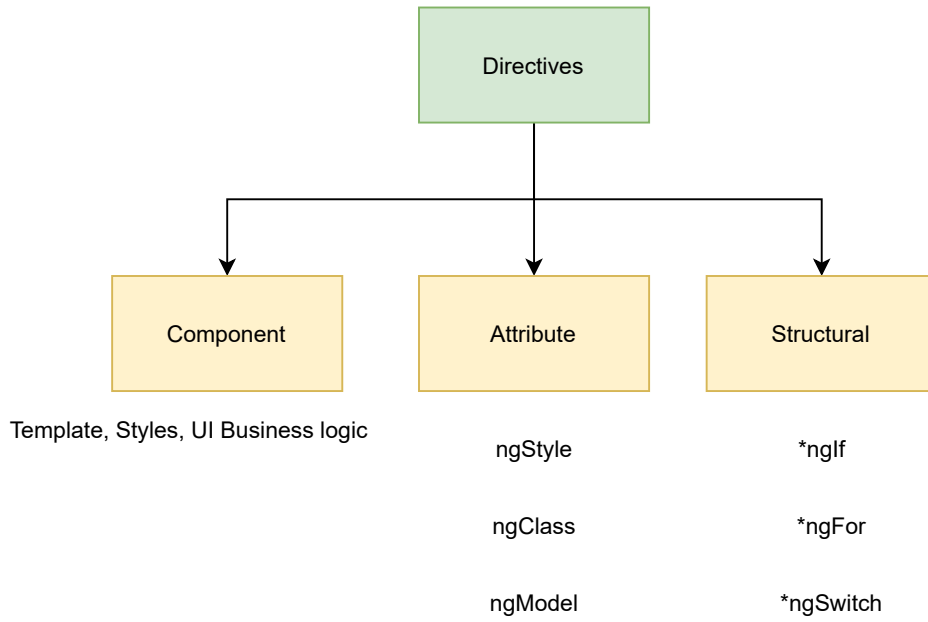 Directives
Component
Attribute
Structural
Template, Styles, UI Business logic
ngStyle
*ngIf
ngClass
*ngFor
ngModel
*ngSwitch